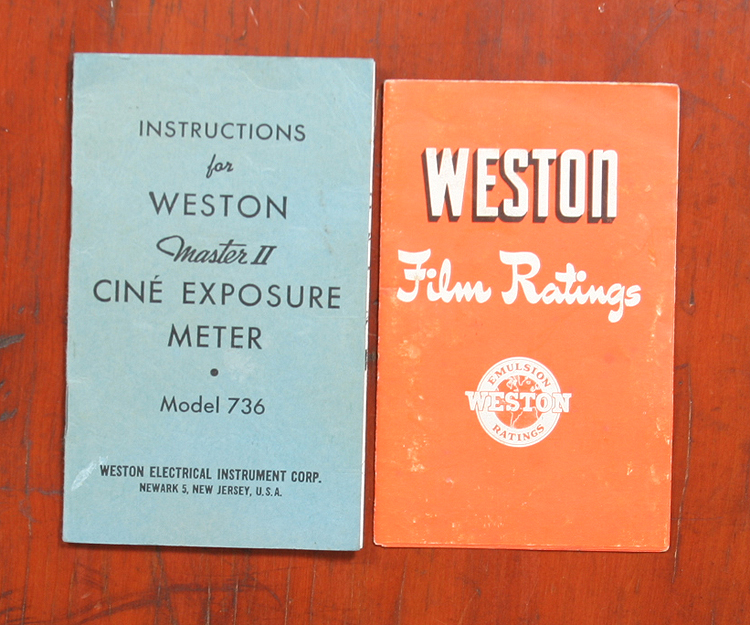 INSTRUCTIONS
for
WESTON
Master II
CINÉ EXPOSURE
METER
•
Model 736
WESTON ELECTRICAL INSTRUMENT CORP.
NEWARK 5, NEW JERSEY, U.S.A.
WESTON
Film Ratings
EMULSION
WESTON
RATINGS